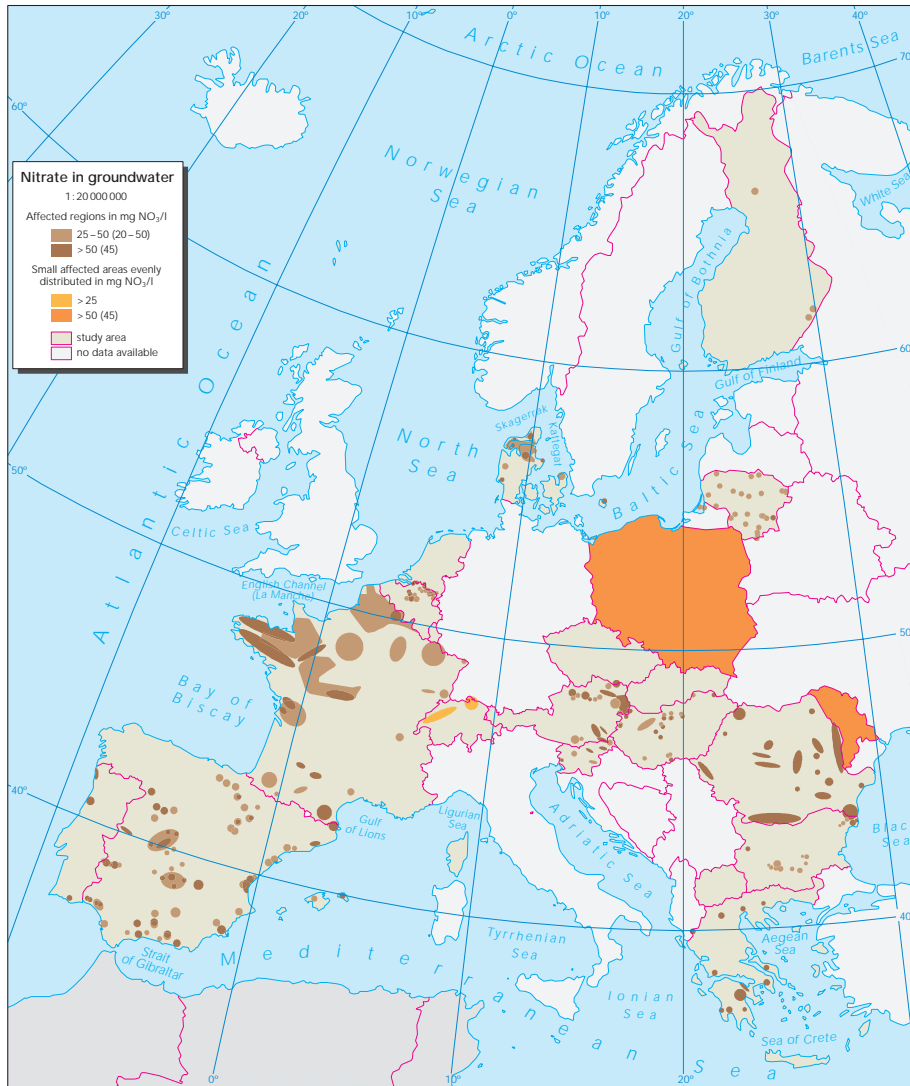 30°
20°
10°
0°
10°
20°
30°
40°
Arctic Ocean
Barents Sea
70°
60°
Norwegian
Sea
White Sea
Nitrate in groundwater
1:20 000 000
Affected regions in mg NO₃/l
25–50 (20–50)
>50 (45)
Small affected areas evenly
distributed in mg NO₃/l
>25
>50 (45)
study area
no data available
Gulf of Bothnia
60°
Gulf of Finland
Atlantic Ocean
Skagerrak
Kattegat
North
Sea
Baltic Sea
50°
Celtic Sea
English Channel
(La Manche)
50°
Bay of
Biscay
40°
Gulf
of Lions
Ligurian
Sea
Adriatic Sea
Black
Sea
40°
Tyrrhenian
Sea
Aegean
Sea
Strait
of Gibraltar
Mediterranean Sea
Ionian
Sea
Sea of Crete
0°
10°
20°
30°